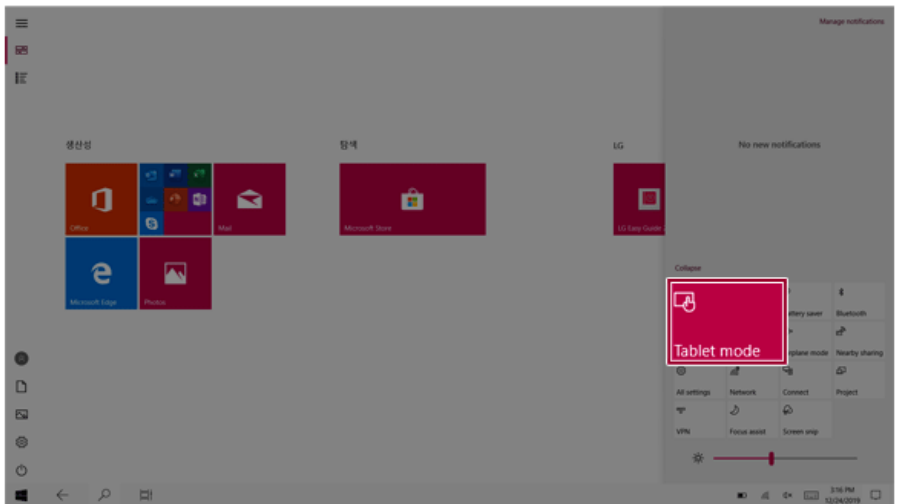 Manage notifications
생산성
탐색
LG
No new notifications
Office
Mail
Microsoft Store
LG Easy Guide
Microsoft Edge
Photos
Collapse
Tablet mode
attery saver
Bluetooth
rplane mode
Nearby sharing
All settings
Network
Connect
Project
VPN
Focus assist
Screen snip
3:16 PM
12/24/2019